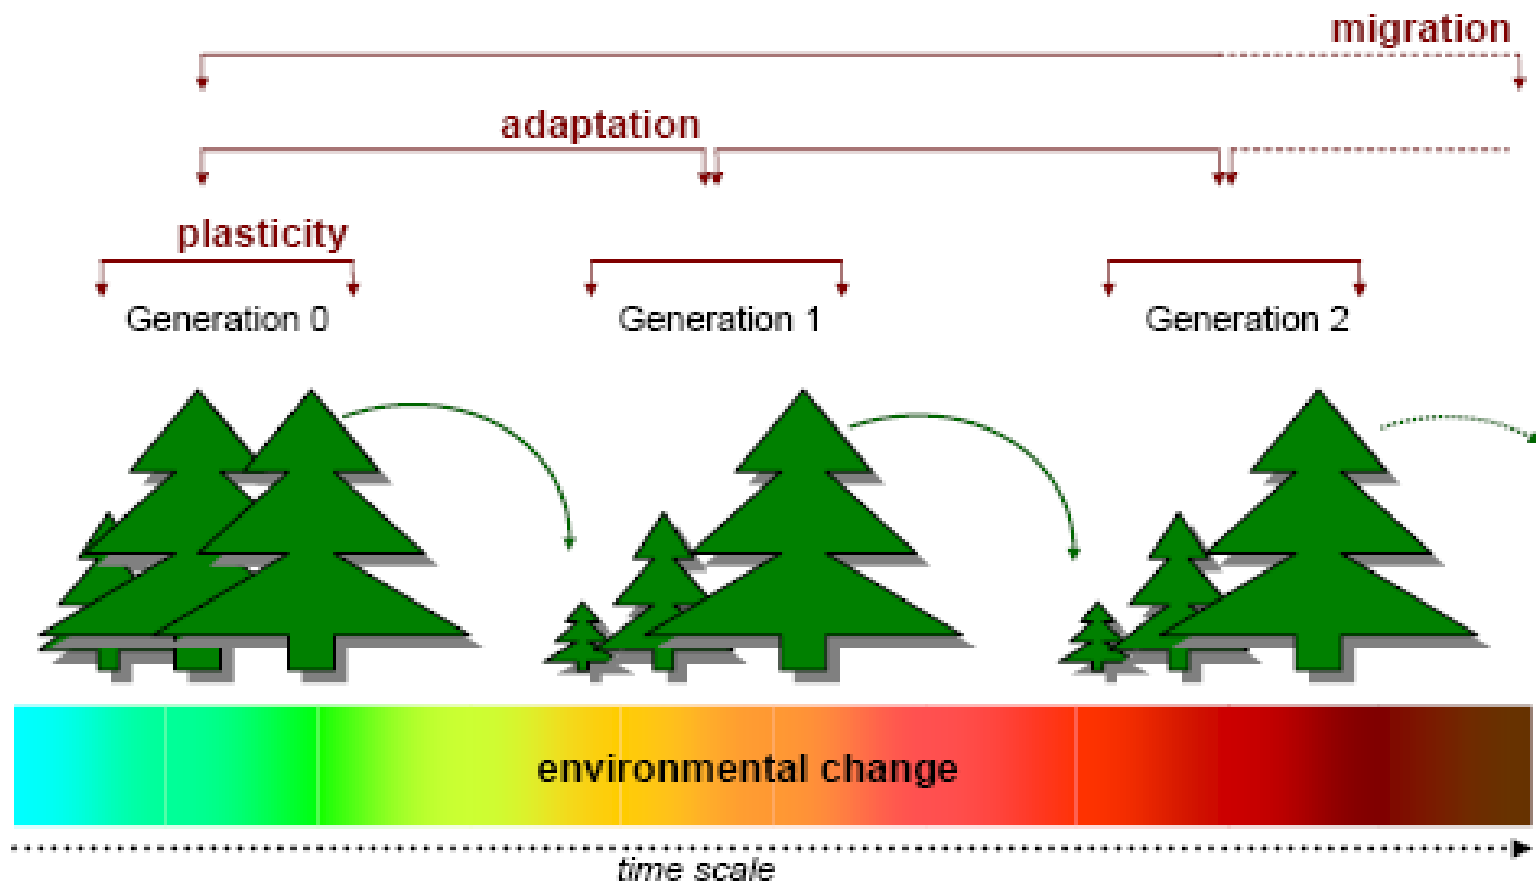 migration
adaptation
plasticity
Generation 0
Generation 1
Generation 2
environmental change
time scale